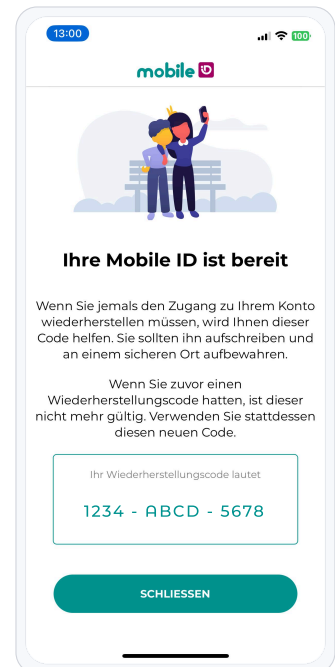 13:00
100
mobile ID
Ihre Mobile ID ist bereit
Wenn Sie jemals den Zugang zu Ihrem Konto
wiederherstellen müssen, wird Ihnen dieser
Code helfen. Sie sollten ihn aufschreiben und
an einem sicheren Ort aufbewahren.
Wenn Sie zuvor einen
Wiederherstellungscode hatten, ist dieser
nicht mehr gültig. Verwenden Sie stattdessen
diesen neuen Code.
Ihr Wiederherstellungscode lautet
1234 - ABCD - 5678
SCHLIESSEN